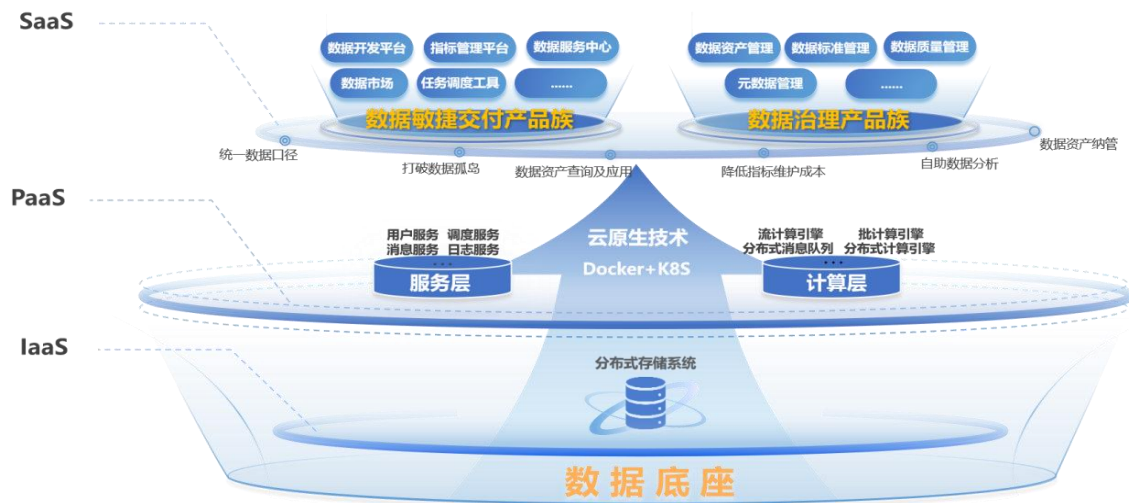 SaaS
数据开发平台 指标管理平台 数据服务中心
数据市场 任务调度工具 ......
数据敏捷交付产品族
数据资产管理 数据标准管理 数据质量管理
元数据管理 ......
数据治理产品族
统一数据口径
打破数据孤岛
数据资产查询及应用
降低指标维护成本
自助数据分析
数据资产纳管
PaaS
用户服务 调度服务
消息服务 日志服务
...
服务层
云原生技术
Docker+K8S
流计算引擎 批计算引擎
分布式消息队列 分布式计算引擎
...
计算层
IaaS
分布式存储系统
数据底座